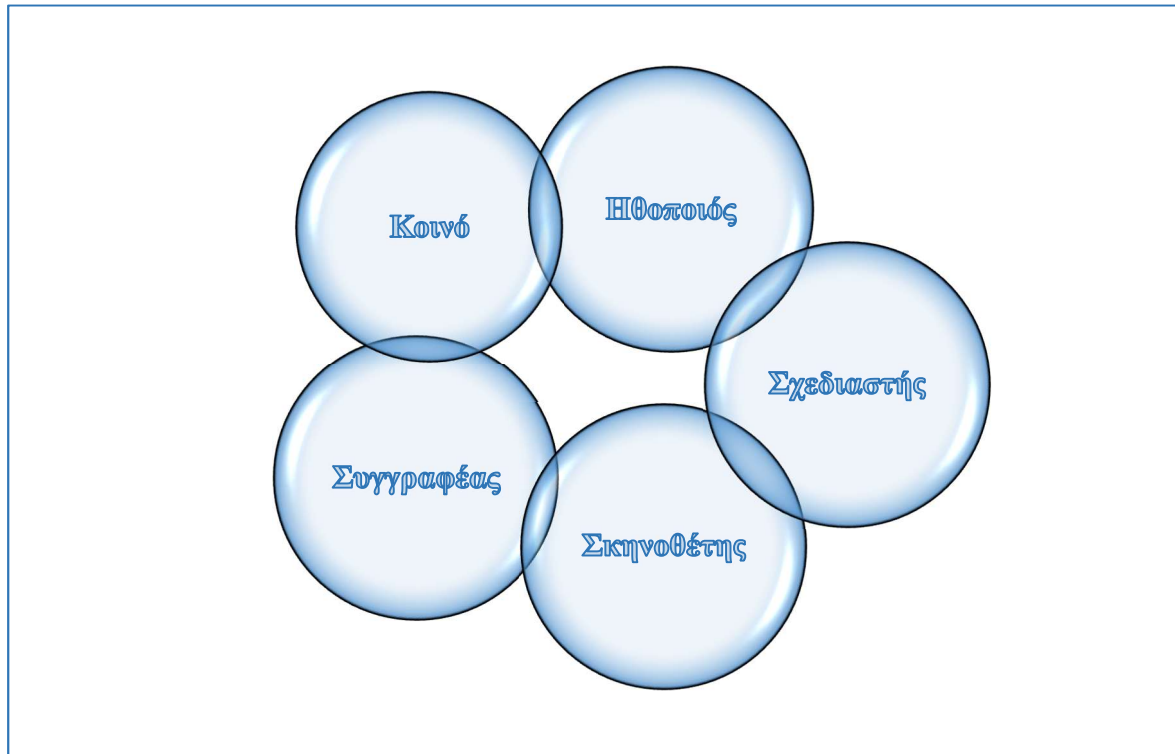 Κοινό
Ηθοποιός
Σχεδιαστής
Συγγραφέας
Σκηνοθέτης